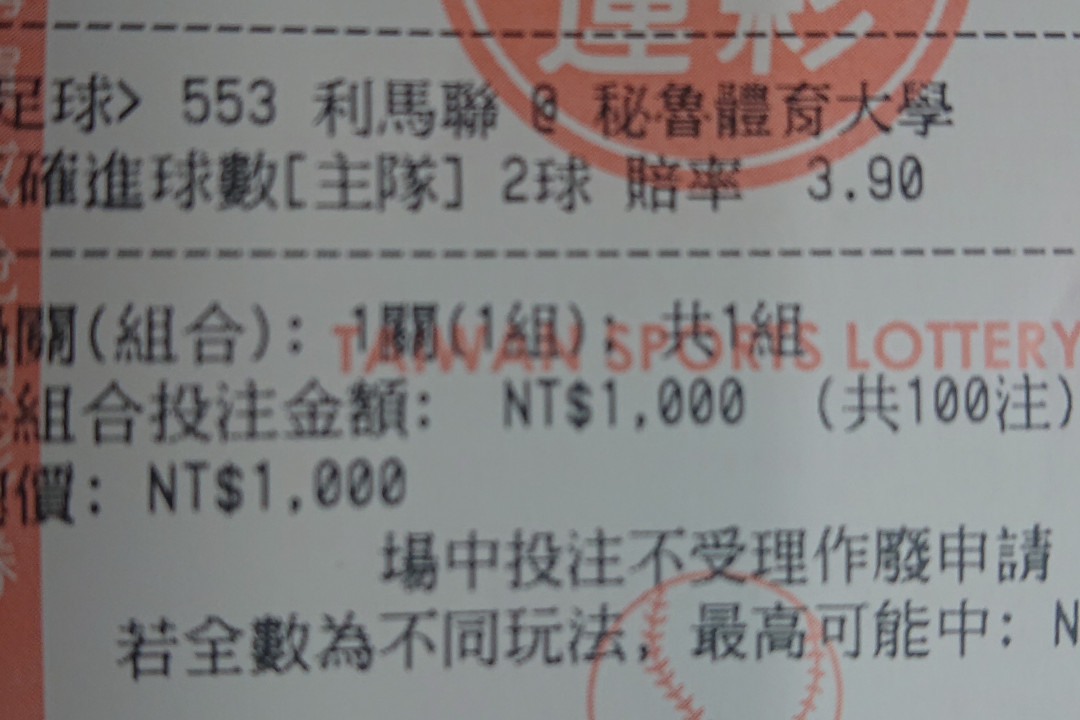 運彩
足球> 553 利馬聯 @ 秘魯體育大學
確進球數[主隊] 2球 賠率 3.90
關(組合): 1關(1組); 共1組
TAIWAN SPORTS LOTTERY
組合投注金額: NT$1,000 (共100注)
價: NT$1,000
場中投注不受理作廢申請
若全數為不同玩法, 最高可能中: N